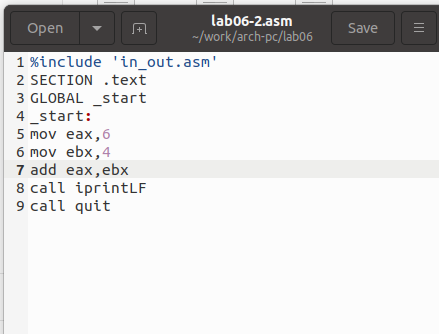 Open
lab06-2.asm
~/work/arch-pc/lab06
Save
1 %include 'in_out.asm'
2 SECTION .text
3 GLOBAL _start
4 _start:
5 mov eax,6
6 mov ebx,4
7 add eax,ebx
8 call iprintLF
9 call quit